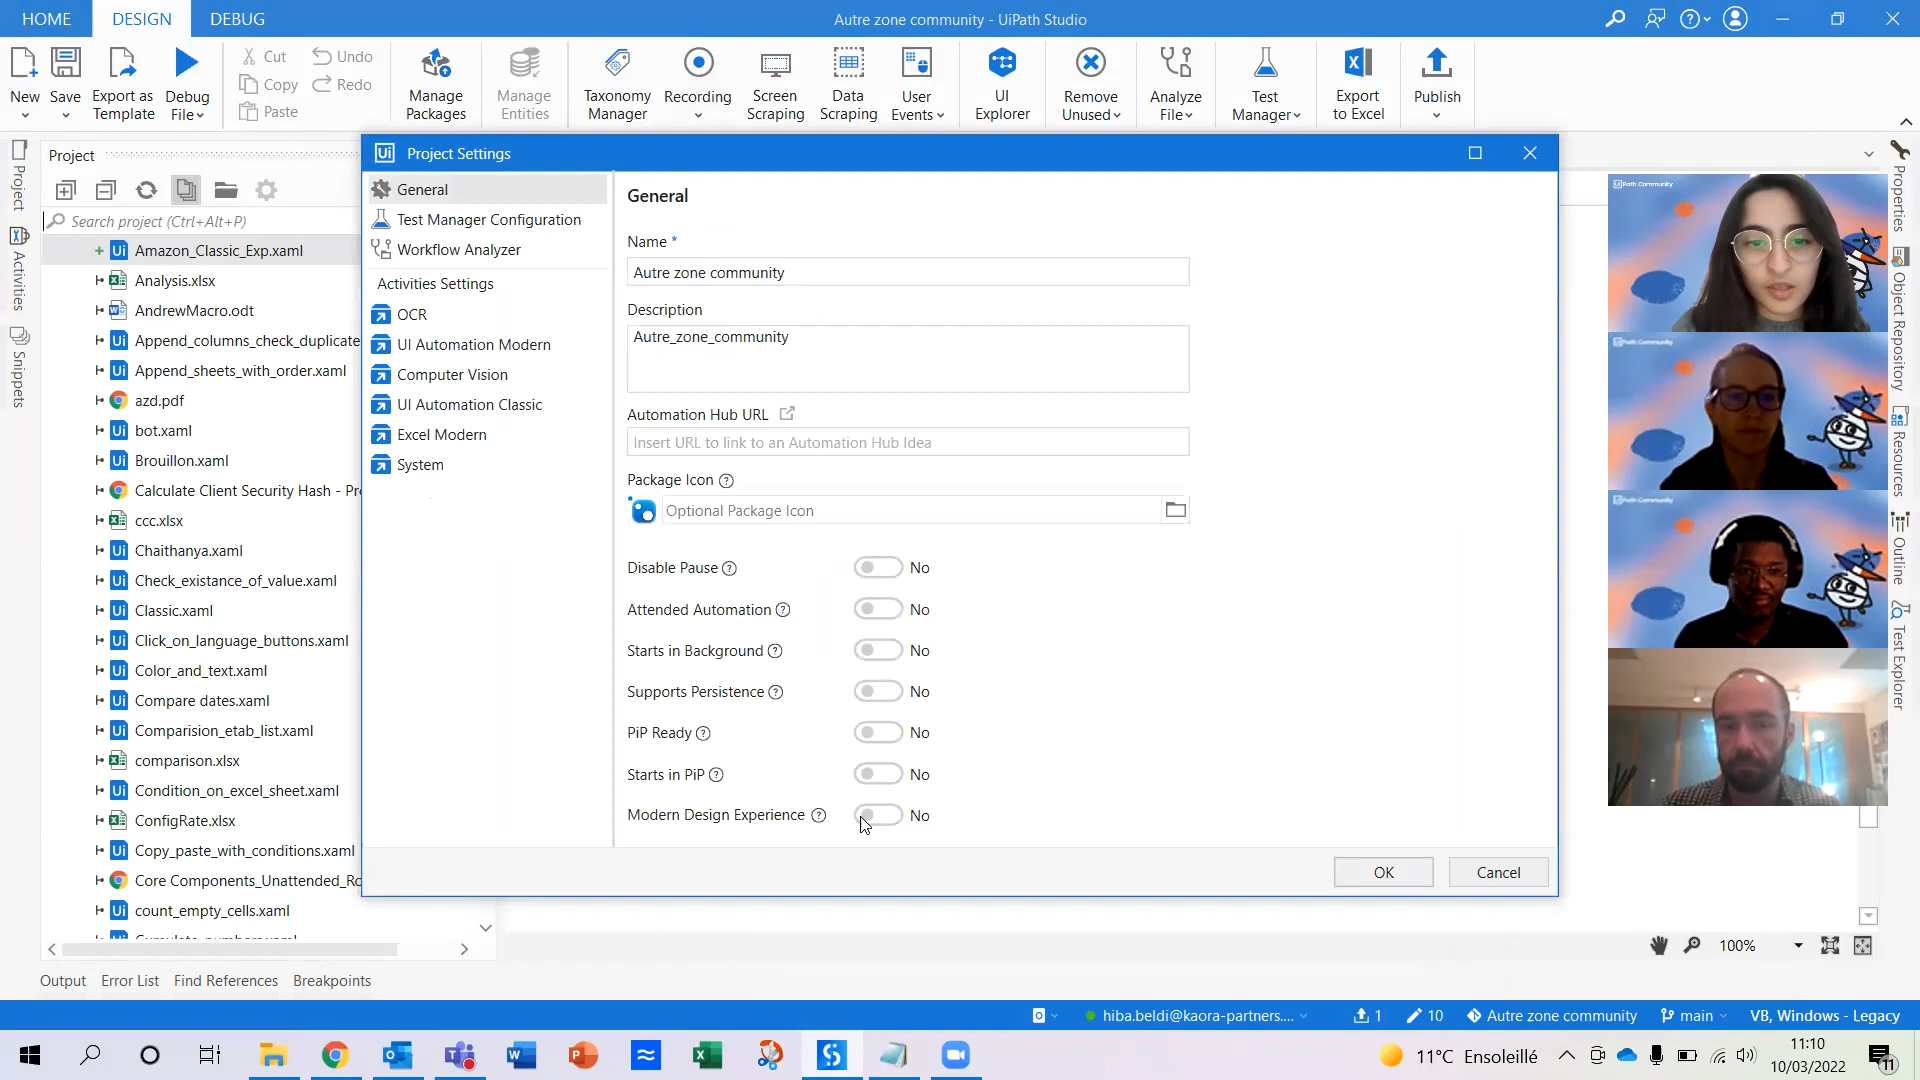 HOME DESIGN DEBUG
Autre zone community - UiPath Studio
New Save Export as Template Debug File
Cut Copy Paste Undo Redo
Manage Packages
Manage Entities
Taxonomy Manager
Recording
Screen Scraping
Data Scraping
User Events
UI Explorer
Remove Unused
Analyze File
Test Manager
Export to Excel
Publish
Project
Activities
Snippets
Project
Search project (Ctrl+Alt+P)
Amazon_Classic_Exp.xaml
Analysis.xlsx
AndrewMacro.odt
Append_columns_check_duplicate
Append_sheets_with_order.xaml
azd.pdf
bot.xaml
Brouillon.xaml
Calculate Client Security Hash - Pr
ccc.xlsx
Chaithanya.xaml
Check_existance_of_value.xaml
Classic.xaml
Click_on_language_buttons.xaml
Color_and_text.xaml
Compare dates.xaml
Comparision_etab_list.xaml
comparison.xlsx
Condition_on_excel_sheet.xaml
ConfigRate.xlsx
Copy_paste_with_conditions.xaml
Core Components_Unattended_Ro
count_empty_cells.xaml
Project Settings
General
Test Manager Configuration
Workflow Analyzer
Activities Settings
OCR
UI Automation Modern
Computer Vision
UI Automation Classic
Excel Modern
System
General
Name *
Autre zone community
Description
Autre_zone_community
Automation Hub URL
Insert URL to link to an Automation Hub Idea
Package Icon
Optional Package Icon
Disable Pause No
Attended Automation No
Starts in Background No
Supports Persistence No
PiP Ready No
Starts in PiP No
Modern Design Experience No
OK Cancel
UiPath Community
UiPath Community
UiPath Community
Properties
Object Repository
Resources
Outline
Test Explorer
100%
Output Error List Find References Breakpoints
hiba.beldi@kaora-partners.... 1 10 Autre zone community main VB, Windows - Legacy
11°C Ensoleillé
11:10
10/03/2022
11